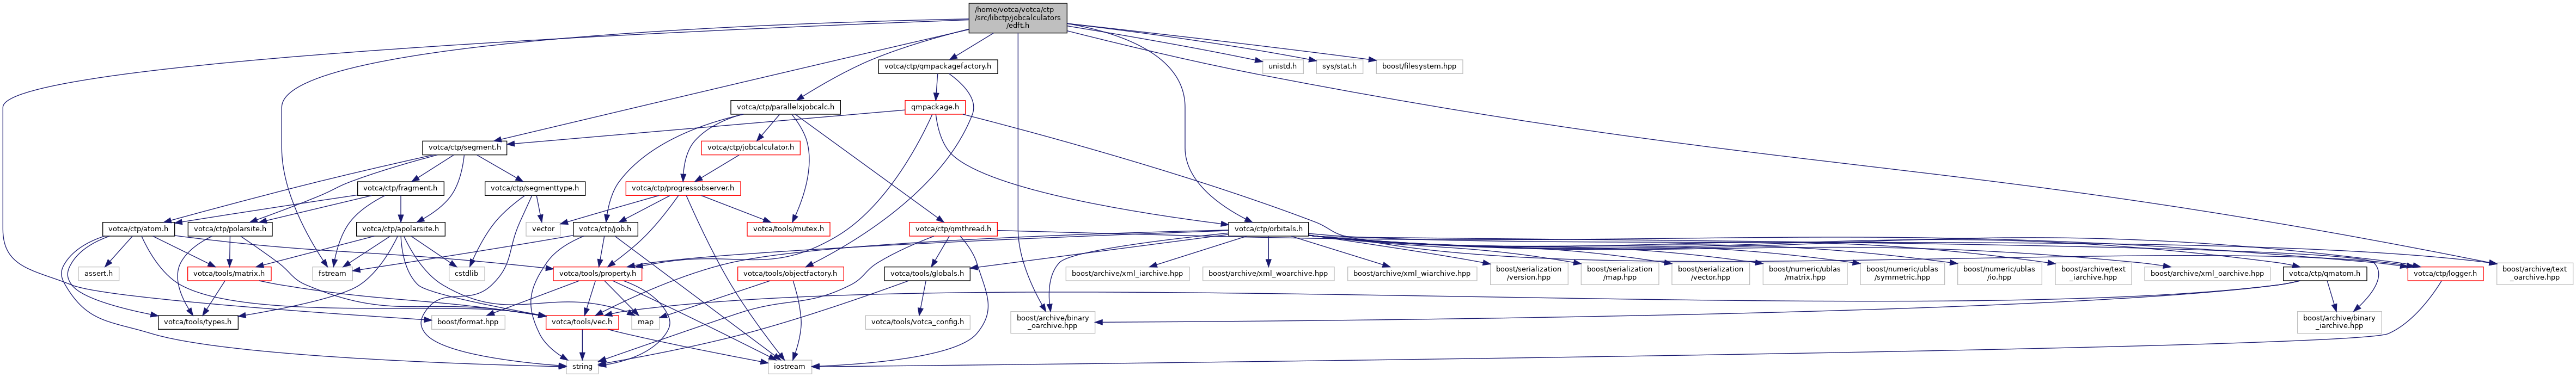 /home/votca/votca/ctp
/src/libctp/jobcalculators
/edft.h
votca/ctp/qmpackagefactory.h
unistd.h
sys/stat.h
boost/filesystem.hpp
votca/ctp/parallelxjobcalc.h
qmpackage.h
votca/ctp/segment.h
votca/ctp/jobcalculator.h
votca/ctp/fragment.h
votca/ctp/segmenttype.h
votca/ctp/progressobserver.h
votca/ctp/atom.h
votca/ctp/polarsite.h
votca/ctp/apolarsite.h
vector
votca/ctp/job.h
votca/tools/mutex.h
votca/ctp/qmthread.h
votca/ctp/orbitals.h
assert.h
votca/tools/matrix.h
fstream
cstdlib
votca/tools/property.h
votca/tools/objectfactory.h
votca/tools/globals.h
boost/archive/xml_iarchive.hpp
boost/archive/xml_woarchive.hpp
boost/archive/xml_wiarchive.hpp
boost/serialization
/version.hpp
boost/serialization
/map.hpp
boost/serialization
/vector.hpp
boost/numeric/ublas
/matrix.hpp
boost/numeric/ublas
/symmetric.hpp
boost/numeric/ublas
/io.hpp
boost/archive/text
_iarchive.hpp
boost/archive/xml_oarchive.hpp
votca/ctp/qmatom.h
votca/ctp/logger.h
boost/archive/text
_oarchive.hpp
votca/tools/types.h
boost/format.hpp
votca/tools/vec.h
map
votca/tools/votca_config.h
boost/archive/binary
_oarchive.hpp
boost/archive/binary
_iarchive.hpp
string
iostream